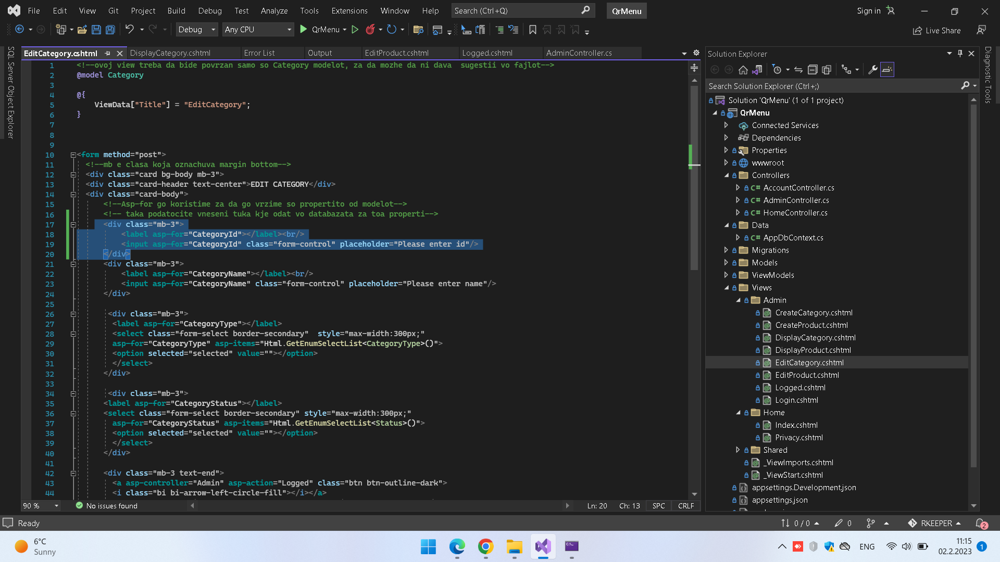 File Edit View Git Project Build Debug Test Analyze Tools Extensions Window Help Search (Ctrl+Q) QrMenu Sign in
Debug Any CPU QrMenu Live Share
SQL Server Object Explorer
EditCategory.cshtml DisplayCategory.cshtml Error List Output EditProduct.cshtml Logged.cshtml AdminController.cs
1 <!--ovoj view treba da bide povrzan samo so Category modelot, za da mozhe da ni dava  sugestii vo fajlot-->
2 @model Category
3
4 @{
5 ViewData["Title"] = "EditCategory";
6 }
7
8
9
10 <form method="post">
11 <!--mb e clasa koja oznachuva margin bottom-->
12 <div class="card bg-body mb-3">
13 <div class="card-header text-center">EDIT CATEGORY</div>
14 <div class="card-body">
15 <!--Asp-for go koristime za da go vrzime so propertito od modelot-->
16 <!-- taka podatocite vneseni tuka kje odat vo databazata za toa properti-->
17 <div class="mb-3">
18 <label asp-for="CategoryId"></label><br/>
19 <input asp-for="CategoryId" class="form-control" placeholder="Please enter id"/>
20 </div>
21 <div class="mb-3">
22 <label asp-for="CategoryName"></label><br/>
23 <input asp-for="CategoryName" class="form-control" placeholder="Please enter name"/>
24 </div>
25
26 <div class="mb-3">
27 <label asp-for="CategoryType"></label>
28 <select class="form-select border-secondary"  style="max-width:300px;"
29 asp-for="CategoryType" asp-items="Html.GetEnumSelectList<CategoryType>()">
30 <option selected="selected" value=""></option>
31 </select>
32 </div>
33
34 <div class="mb-3">
35 <label asp-for="CategoryStatus"></label>
36 <select class="form-select border-secondary" style="max-width:300px;"
37 asp-for="CategoryStatus" asp-items="Html.GetEnumSelectList<Status>()">
38 <option selected="selected" value=""></option>
39 </select>
40 </div>
41
42 <div class="mb-3 text-end">
43 <a asp-controller="Admin" asp-action="Logged" class="btn btn-outline-dark">
44 <i class="bi bi-arrow-left-circle-fill"></i></a>
90 % No issues found Ln: 20 Ch: 13 SPC CRLF
Solution Explorer
Search Solution Explorer (Ctrl+;)
Solution 'QrMenu' (1 of 1 project)
QrMenu
Connected Services
Dependencies
Properties
wwwroot
Controllers
C# AccountController.cs
C# AdminController.cs
C# HomeController.cs
Data
C# AppDbContext.cs
Migrations
Models
ViewModels
Views
Admin
CreateCategory.cshtml
CreateProduct.cshtml
DisplayCategory.cshtml
DisplayProduct.cshtml
EditCategory.cshtml
EditProduct.cshtml
Logged.cshtml
Login.cshtml
Home
Index.cshtml
Privacy.cshtml
Shared
_ViewImports.cshtml
_ViewStart.cshtml
appsettings.Development.json
appsettings.json
Diagnostic Tools
Ready 0 / 0 0 RKEEPER 2
6°C
Sunny
ENG
11:15
02.2.2023
1